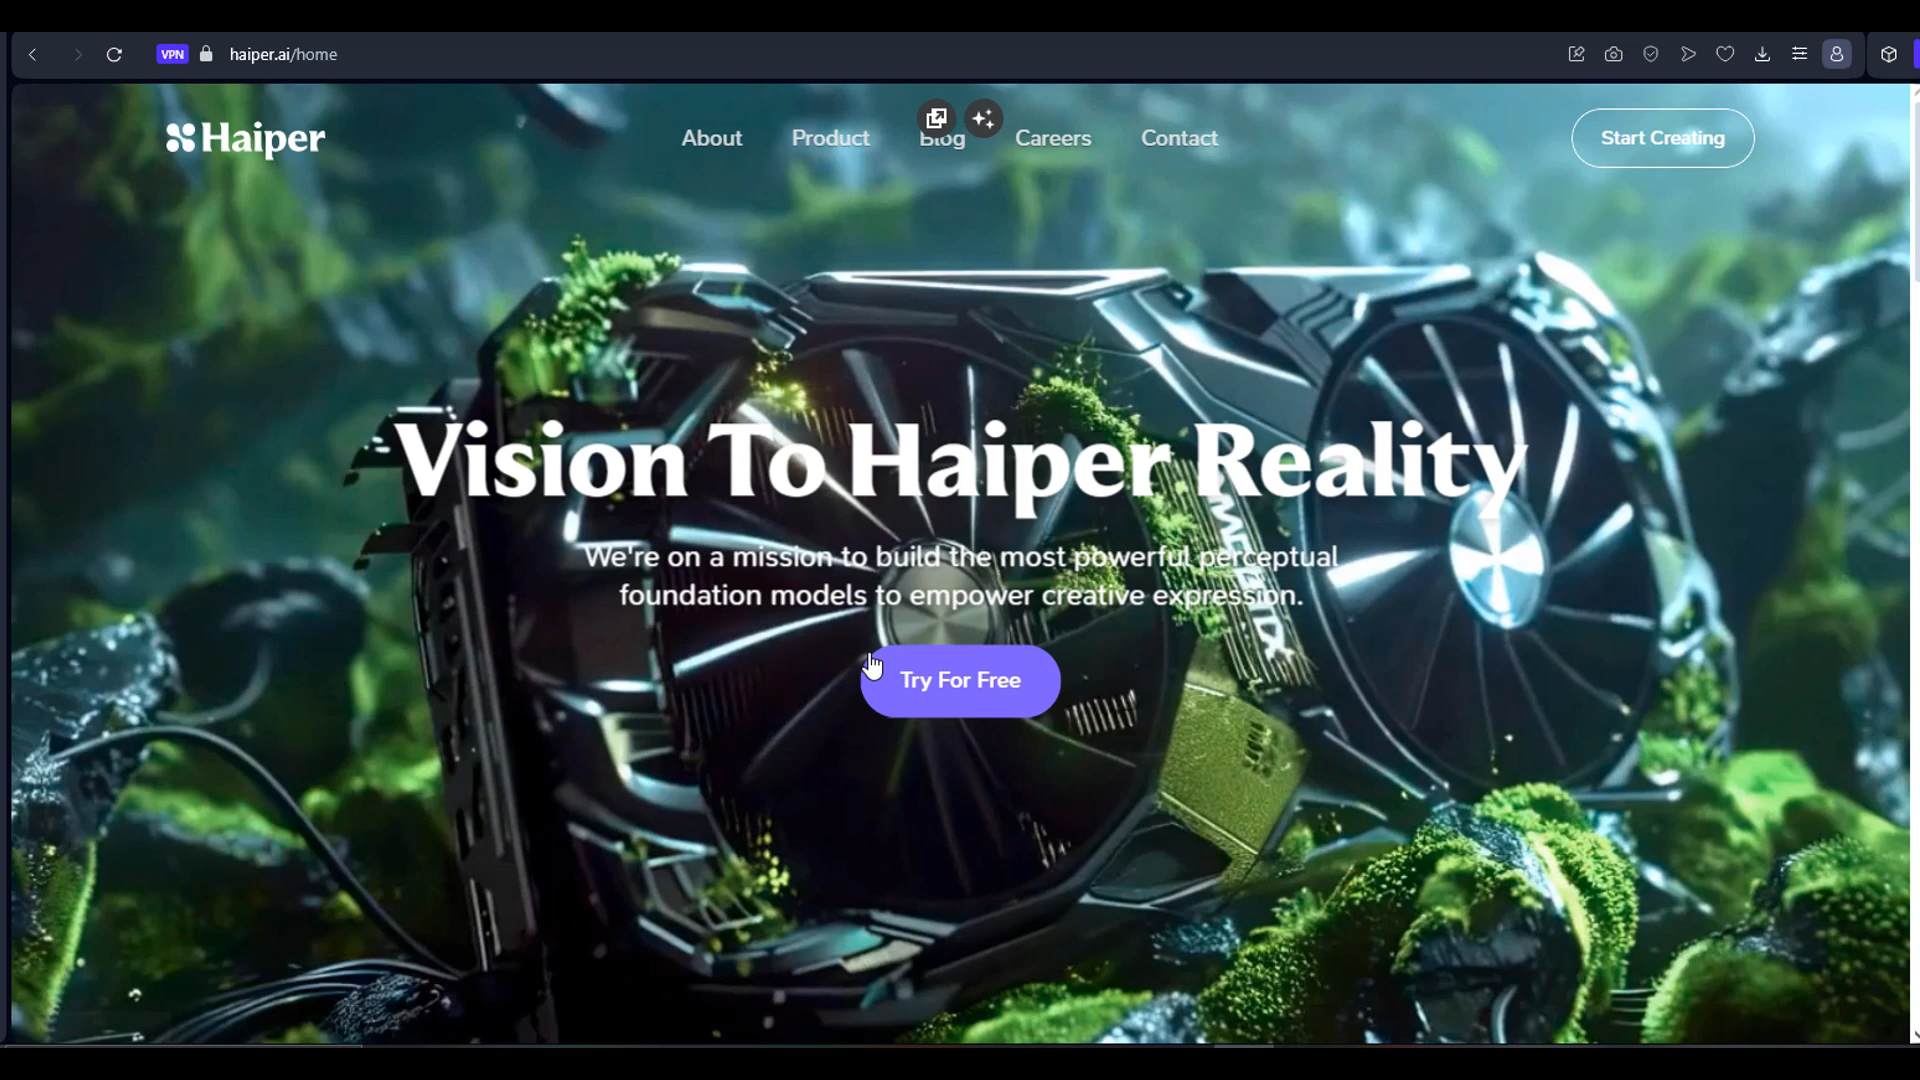 VPN haiper.ai/home
Haiper
About Product Blog Careers Contact
Start Creating
Vision To Haiper Reality
We're on a mission to build the most powerful perceptual
foundation models to empower creative expression.
Try For Free